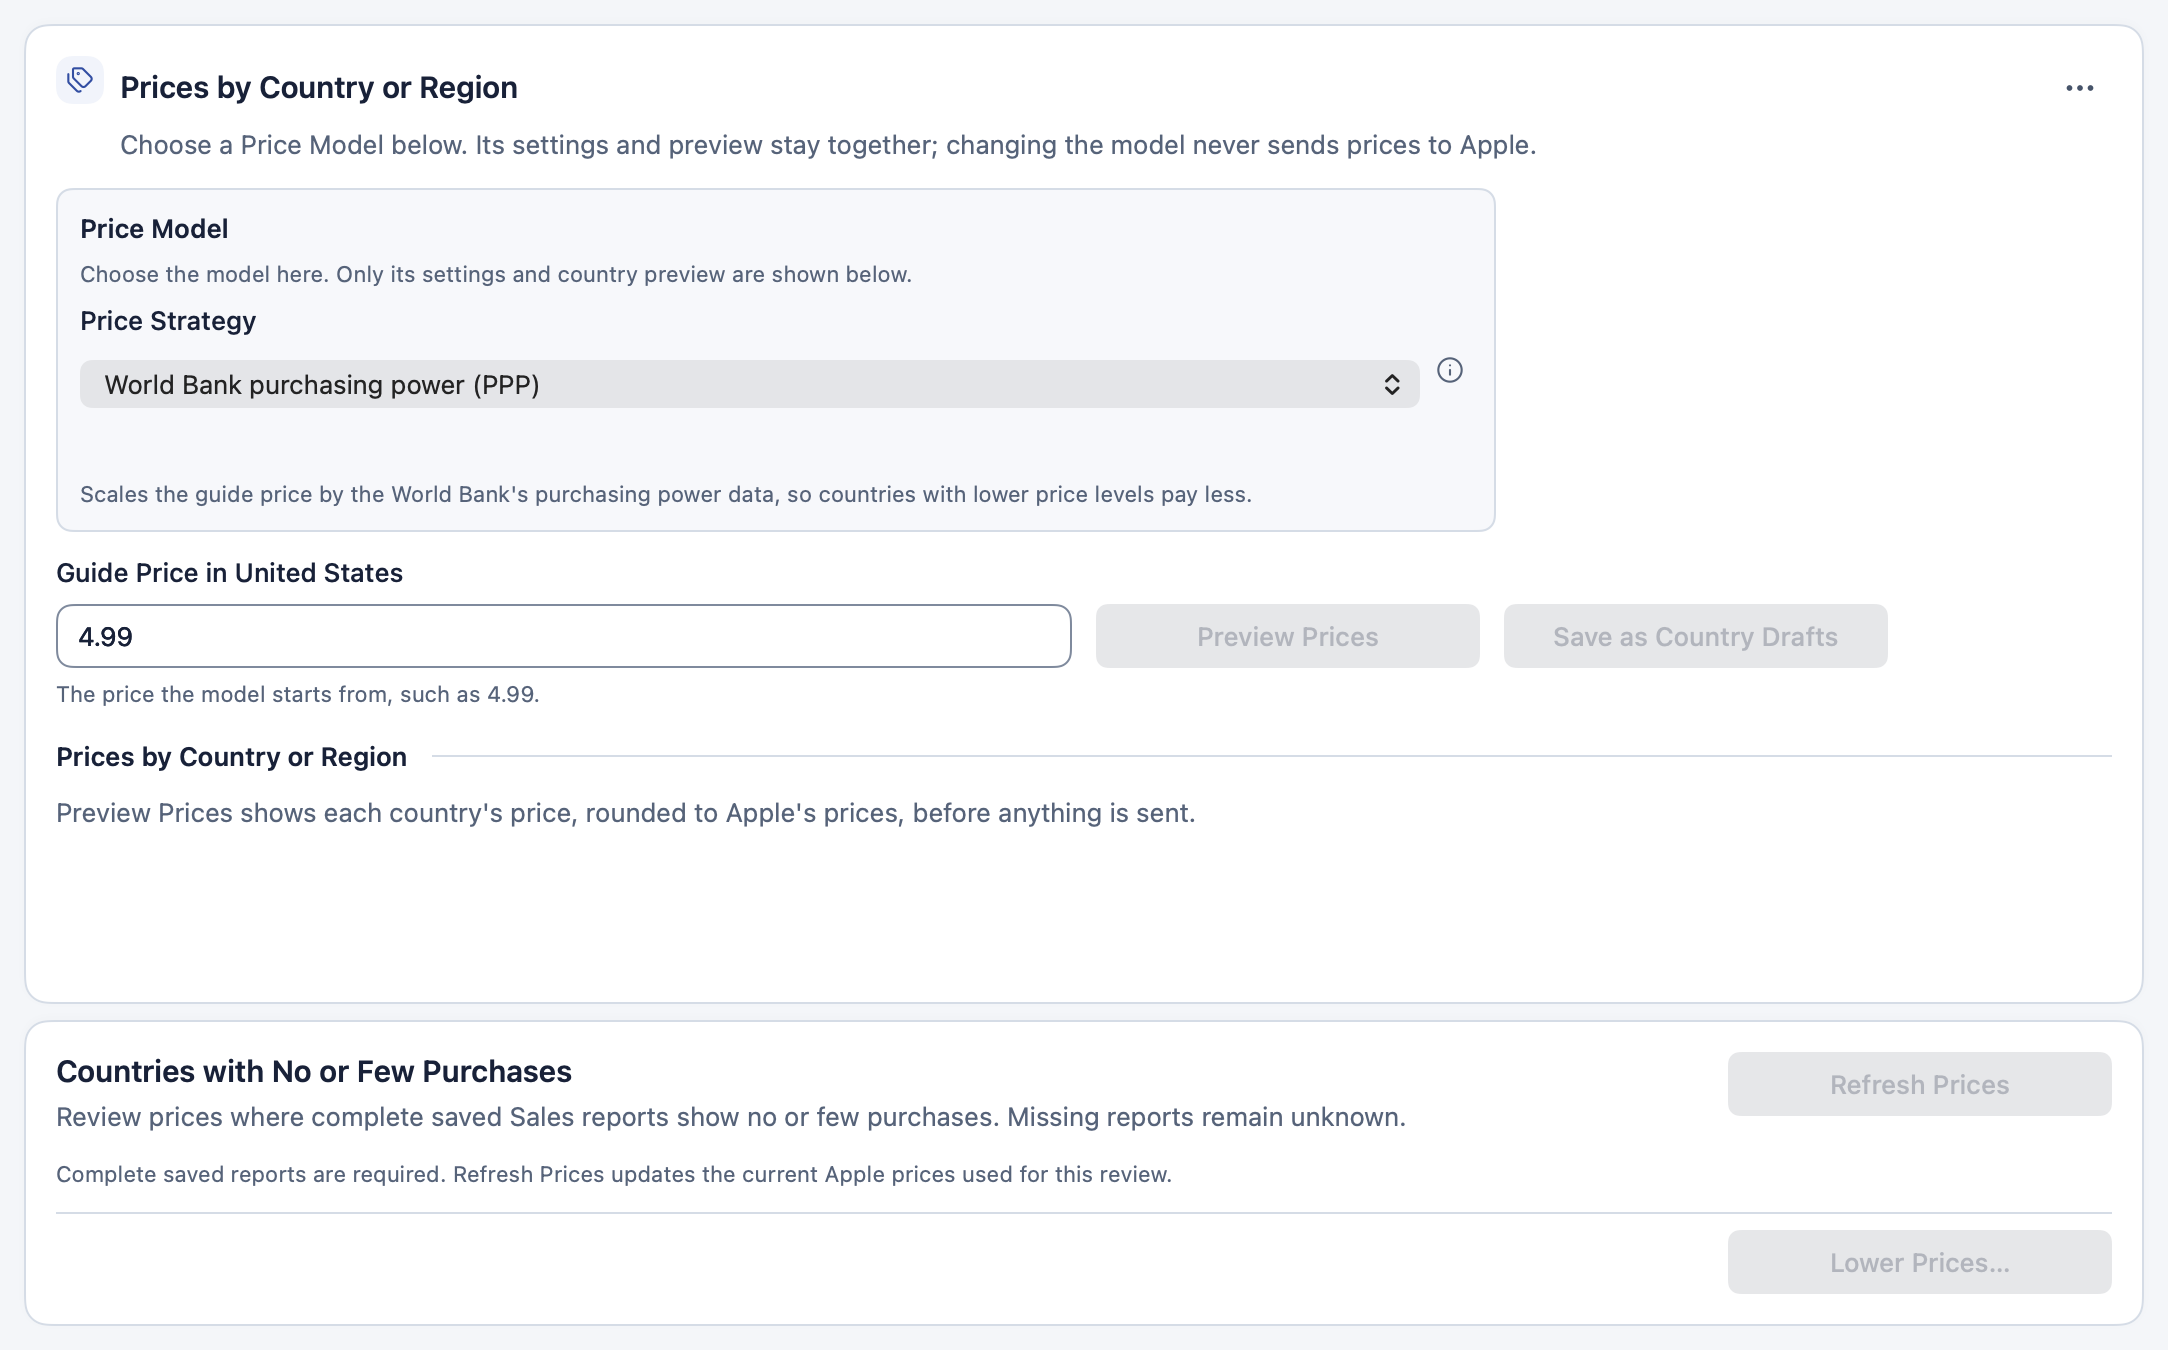 Prices by Country or Region
Choose a Price Model below. Its settings and preview stay together; changing the model never sends prices to Apple.
Price Model
Choose the model here. Only its settings and country preview are shown below.
Price Strategy
World Bank purchasing power (PPP)
Scales the guide price by the World Bank's purchasing power data, so countries with lower price levels pay less.
Guide Price in United States
4.99
Preview Prices
Save as Country Drafts
The price the model starts from, such as 4.99.
Prices by Country or Region
Preview Prices shows each country's price, rounded to Apple's prices, before anything is sent.
Countries with No or Few Purchases
Refresh Prices
Review prices where complete saved Sales reports show no or few purchases. Missing reports remain unknown.
Complete saved reports are required. Refresh Prices updates the current Apple prices used for this review.
Lower Prices...